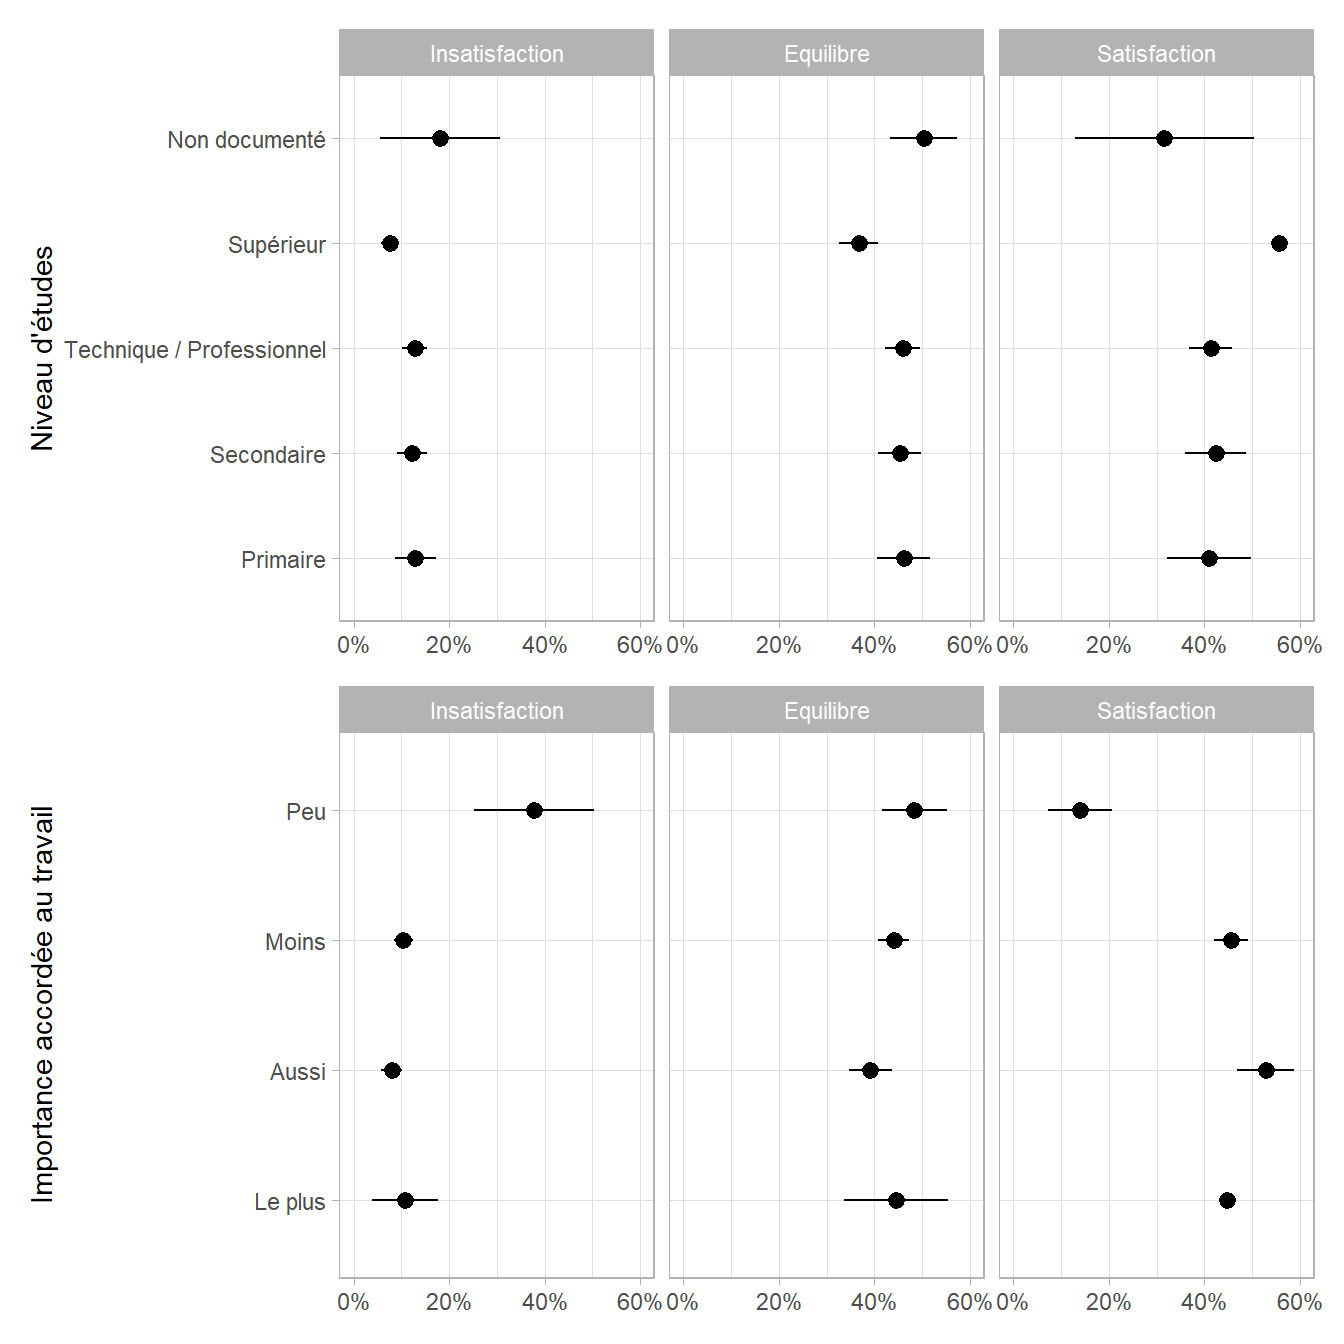 Insatisfaction Equilibre Satisfaction
Niveau d'études
Non documenté
Supérieur
Technique / Professionnel
Secondaire
Primaire
0% 20% 40% 60% 0% 20% 40% 60% 0% 20% 40% 60%
Insatisfaction Equilibre Satisfaction
Importance accordée au travail
Peu
Moins
Aussi
Le plus
0% 20% 40% 60% 0% 20% 40% 60% 0% 20% 40% 60%